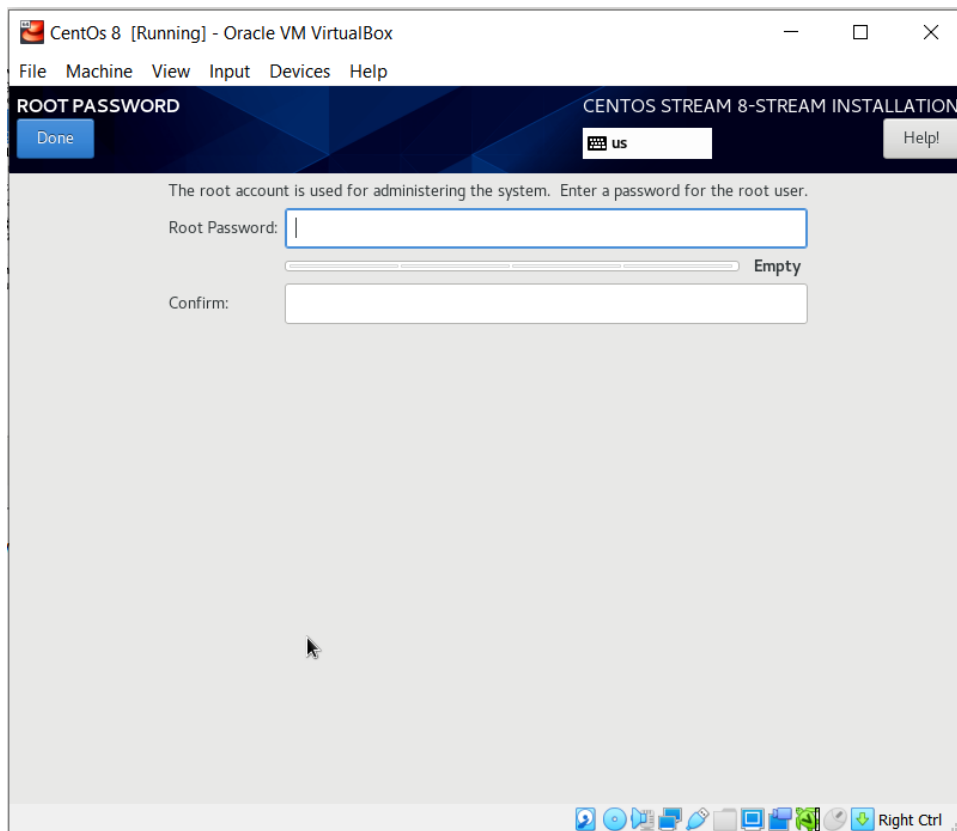 CentOs 8 [Running] - Oracle VM VirtualBox
File Machine View Input Devices Help
ROOT PASSWORD
CENTOS STREAM 8-STREAM INSTALLATION
Done
us
Help!
The root account is used for administering the system. Enter a password for the root user.
Root Password:
Empty
Confirm:
Right Ctrl